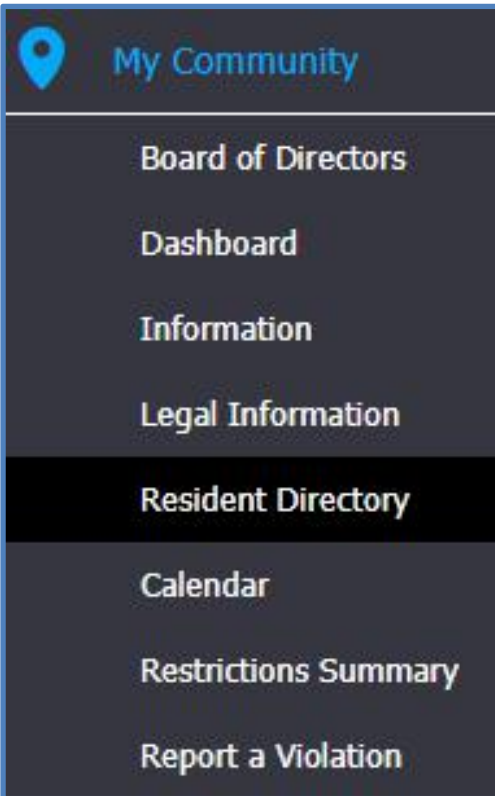 My Community
Board of Directors
Dashboard
Information
Legal Information
Resident Directory
Calendar
Restrictions Summary
Report a Violation